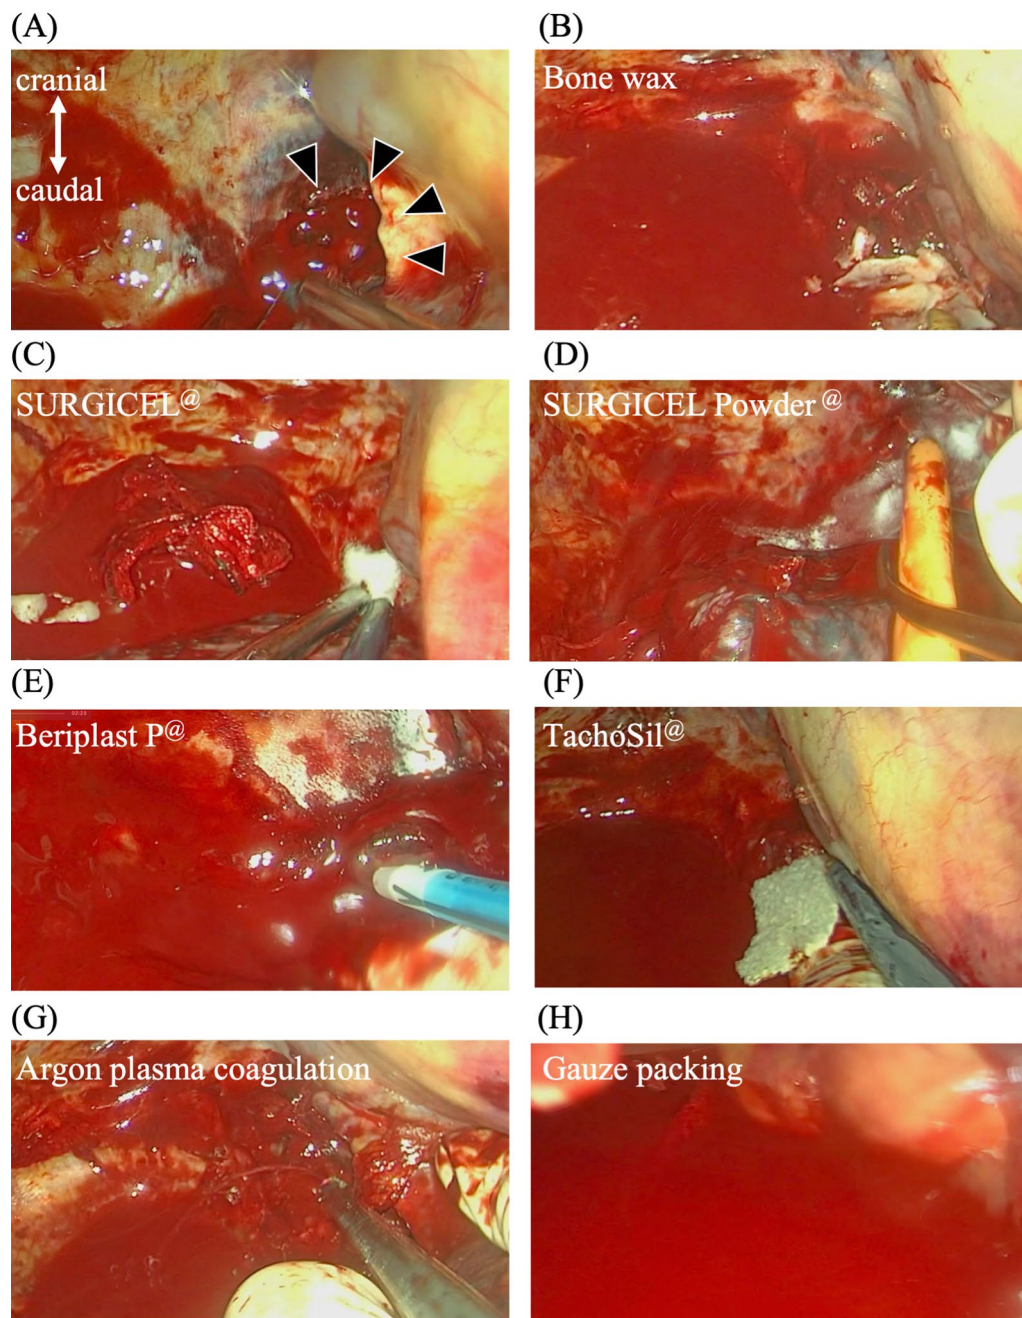 (A)
cranial
caudal
(B)
Bone wax
(C)
SURGICEL@
(D)
SURGICEL Powder@
(E)
Beriplast P@
(F)
TachoSil@
(G)
Argon plasma coagulation
(H)
Gauze packing